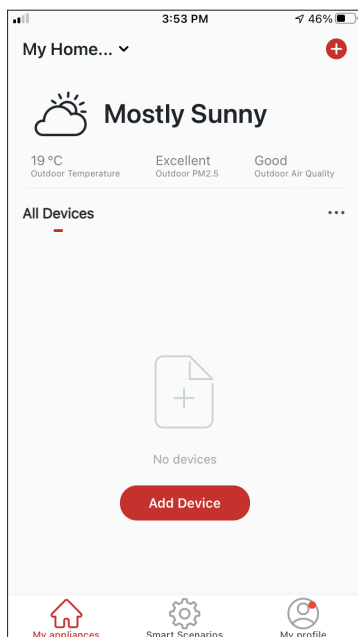 3:53 PM 46%
My Home...
Mostly Sunny
19 °C Excellent Good
Outdoor Temperature Outdoor PM2.5 Outdoor Air Quality
All Devices
No devices
Add Device
My appliances Smart Scenarios My profile